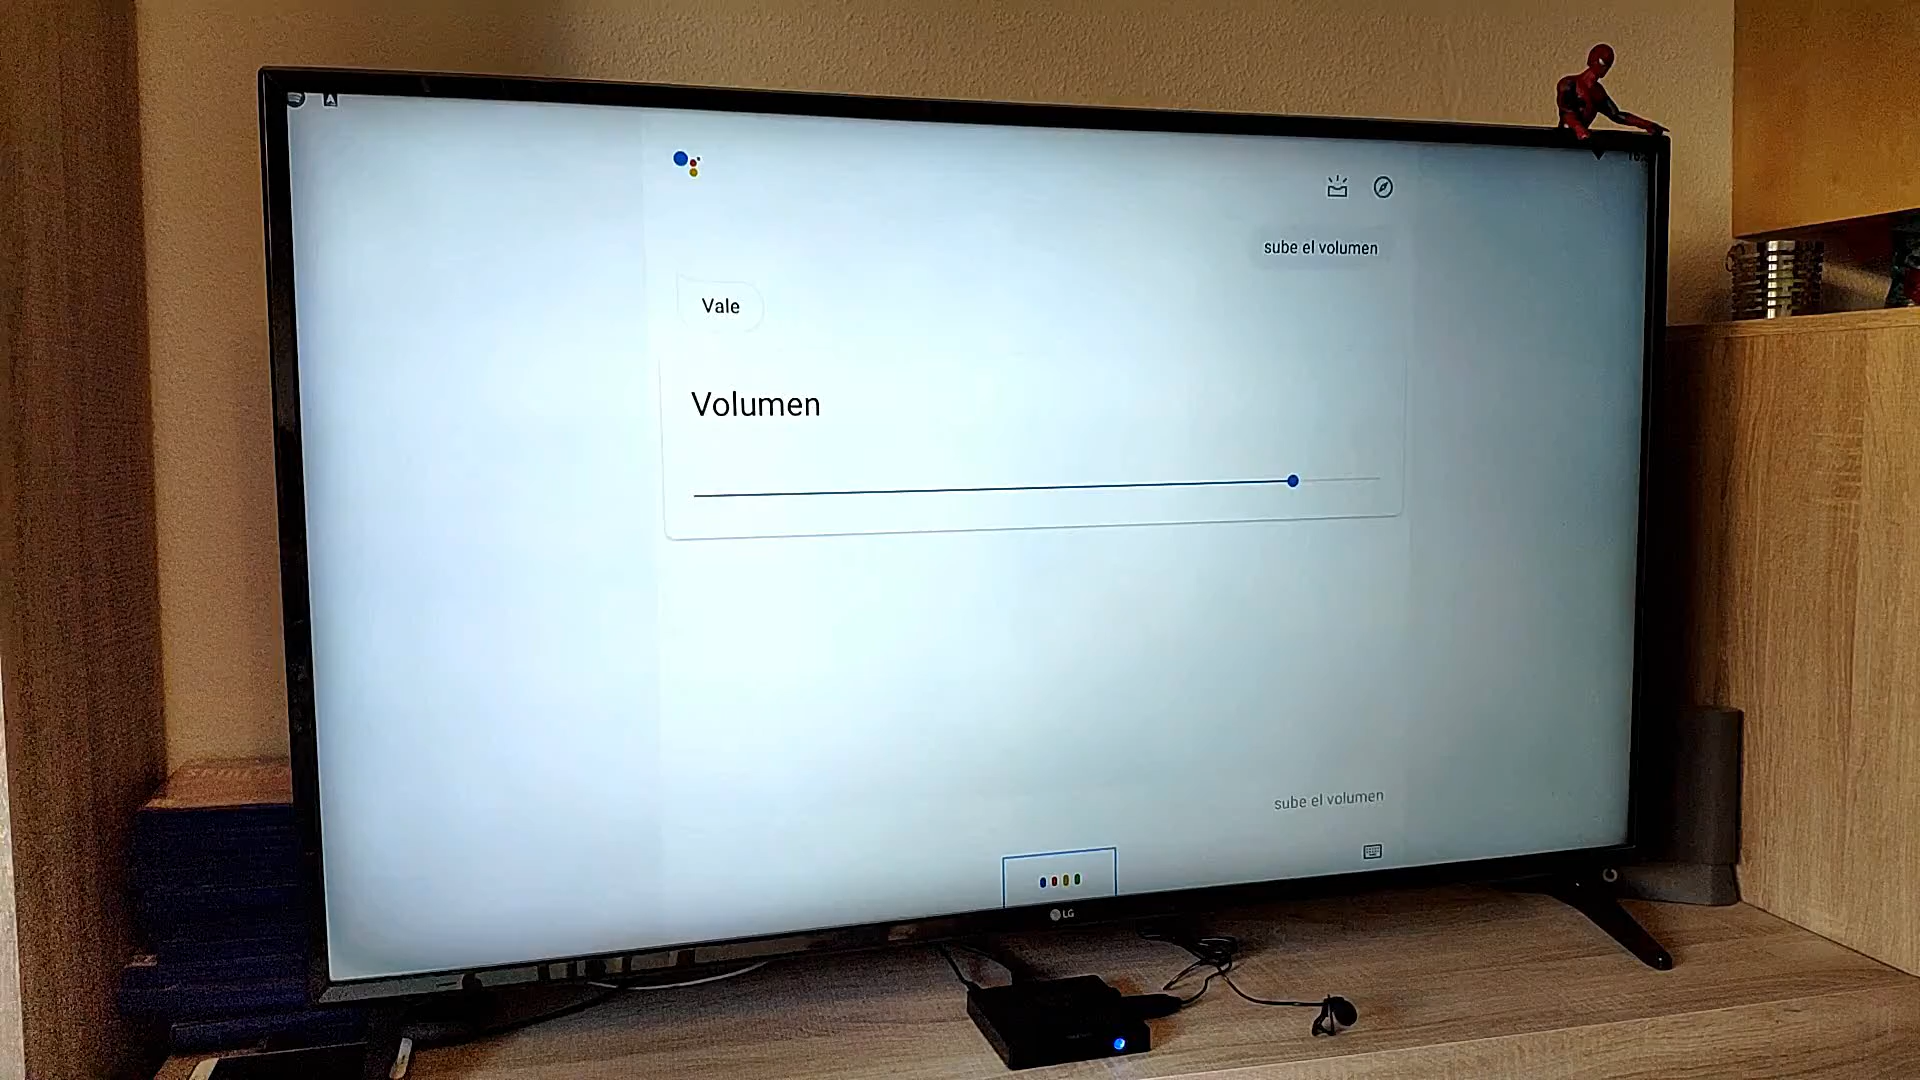 sube el volumen
Vale
Volumen
sube el volumen
LG